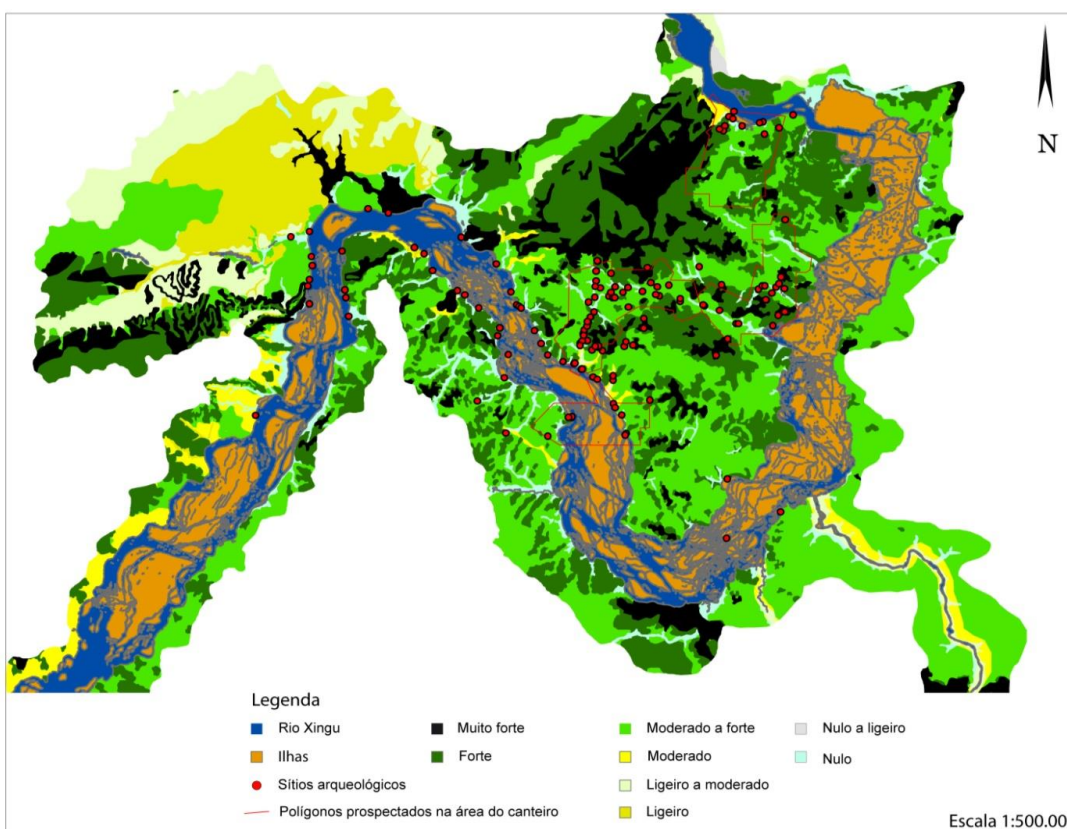 N
Legenda
Rio Xingu
Muito forte
Moderado a forte
Nulo a ligeiro
Ilhas
Forte
Moderado
Nulo
Sítios arqueológicos
Ligeiro a moderado
Polígonos prospectados na área do canteiro
Ligeiro
Escala 1:500.00